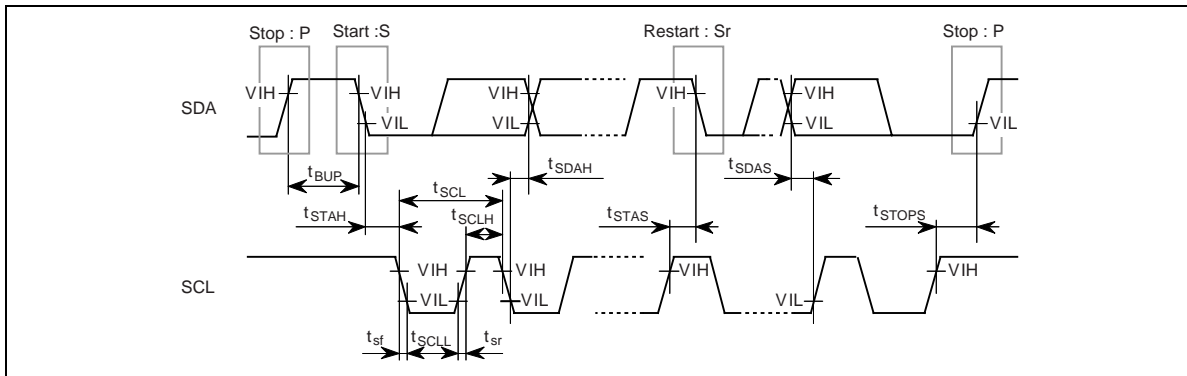 Stop : P Start :S Restart : Sr Stop : P
SDA
VIH VIH VIH VIH VIH
VIL VIL VIL VIL
tBUP tSDAH tSDAS
tSCL
tSTAH tSCLH tSTAS tSTOPS
SCL
VIH VIH VIH VIH
VIL VIL VIL
tsf tSCLL tsr